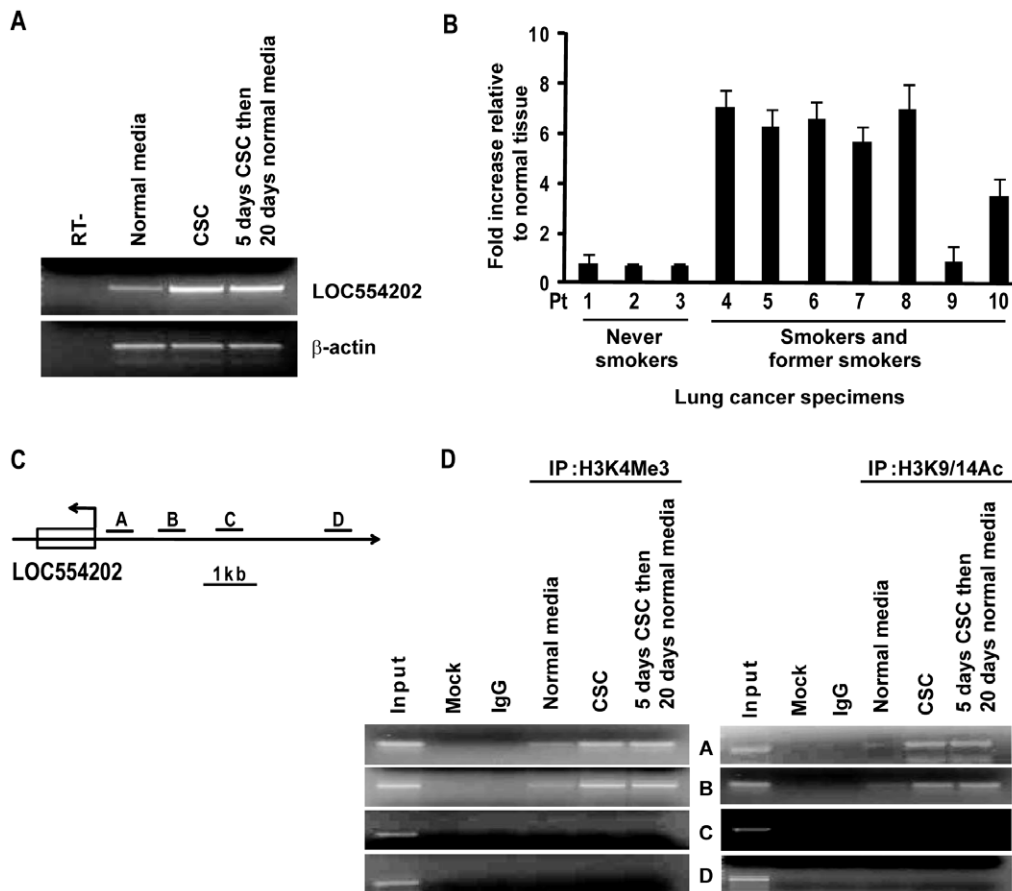 A
RT-
Normal media
CSC
5 days CSC then
20 days normal media
LOC554202
β-actin
B
Fold increase relative
to normal tissue
10
8
6
4
2
0
Pt 1 2 3 4 5 6 7 8 9 10
Never
smokers
Smokers and
former smokers
Lung cancer specimens
C
A B C D
LOC554202
1kb
D
IP:H3K4Me3
Input
Mock
IgG
Normal media
CSC
5 days CSC then
20 days normal media
IP:H3K9/14Ac
Input
Mock
IgG
Normal media
CSC
5 days CSC then
20 days normal media
A
B
C
D